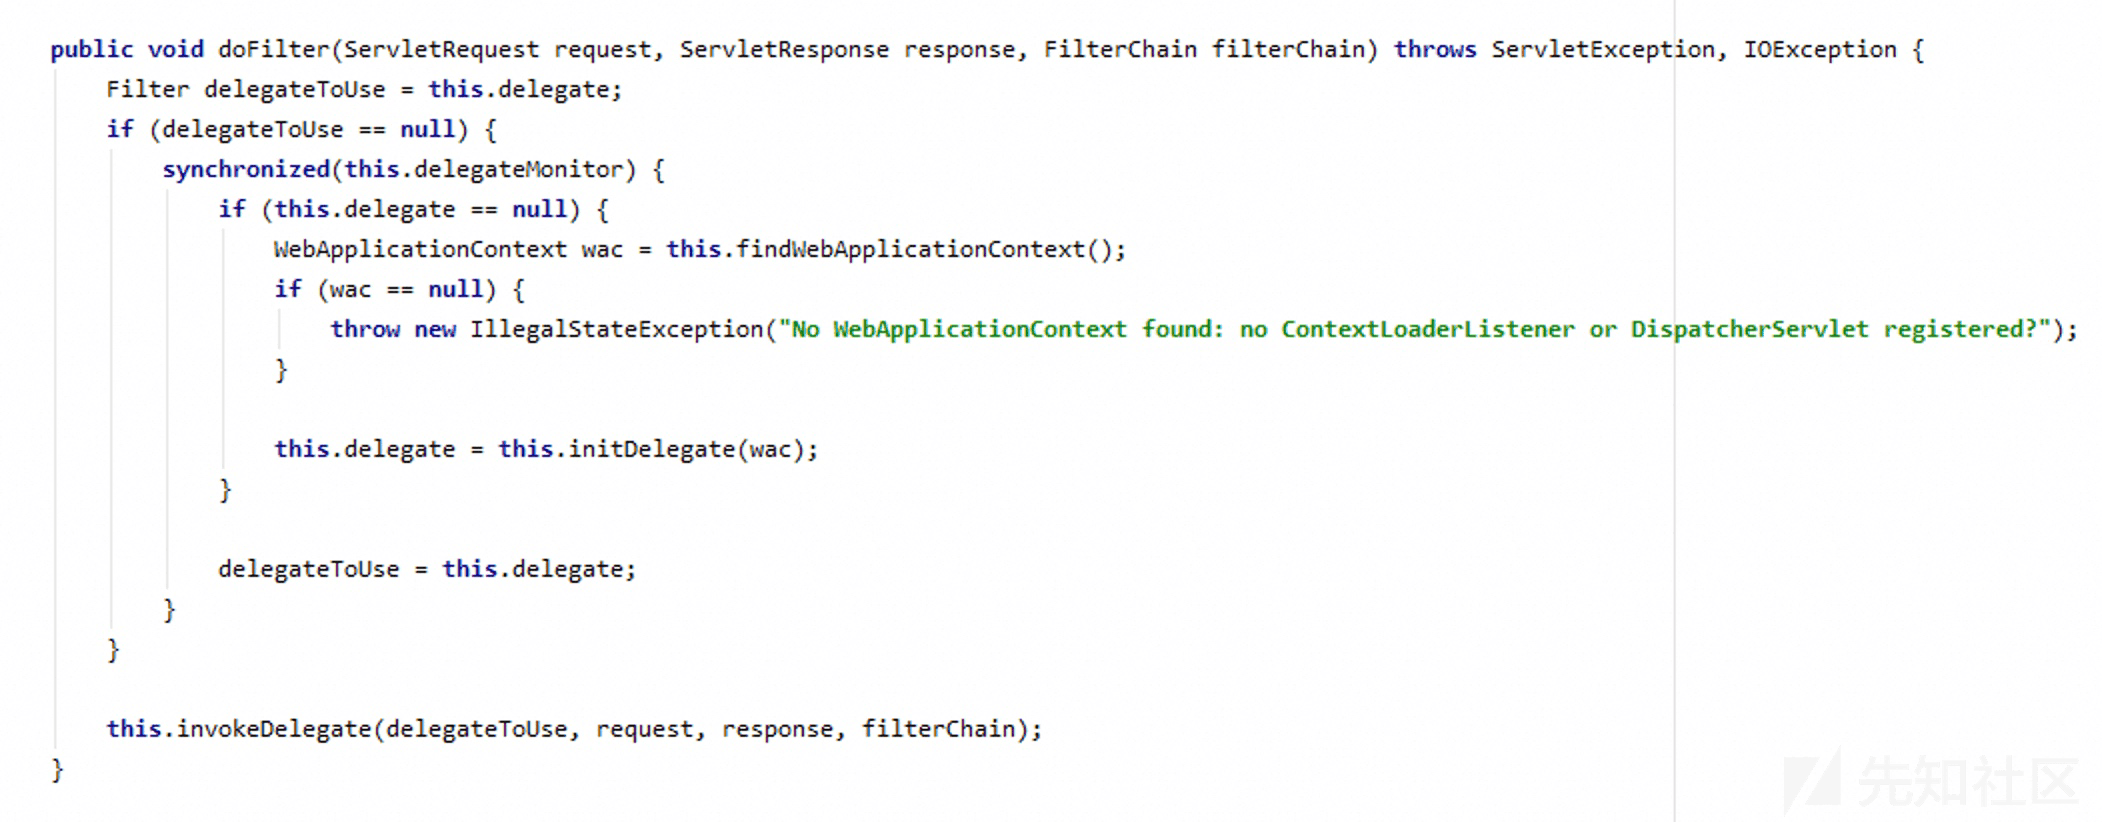 public void doFilter(ServletRequest request, ServletResponse response, FilterChain filterChain) throws ServletException, IOException {
    Filter delegateToUse = this.delegate;
    if (delegateToUse == null) {
        synchronized(this.delegateMonitor) {
            if (this.delegate == null) {
                WebApplicationContext wac = this.findWebApplicationContext();
                if (wac == null) {
                    throw new IllegalStateException("No WebApplicationContext found: no ContextLoaderListener or DispatcherServlet registered?");
                }

                this.delegate = this.initDelegate(wac);
            }

            delegateToUse = this.delegate;
        }
    }

    this.invokeDelegate(delegateToUse, request, response, filterChain);
}
先知社区